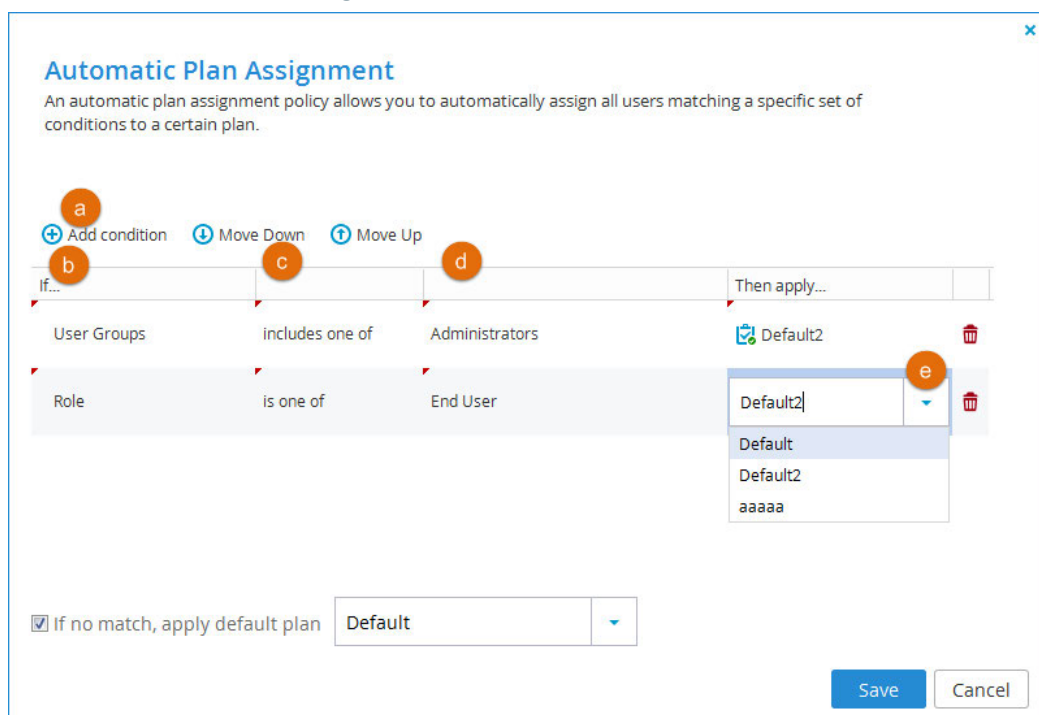 ×
Automatic Plan Assignment
An automatic plan assignment policy allows you to automatically assign all users matching a specific set of
conditions to a certain plan.
a
Add condition Move Down Move Up
b c d
If... Then apply...
User Groups includes one of Administrators Default2
e
Role is one of End User Default2
Default
Default2
aaaaa
If no match, apply default plan Default
Save Cancel